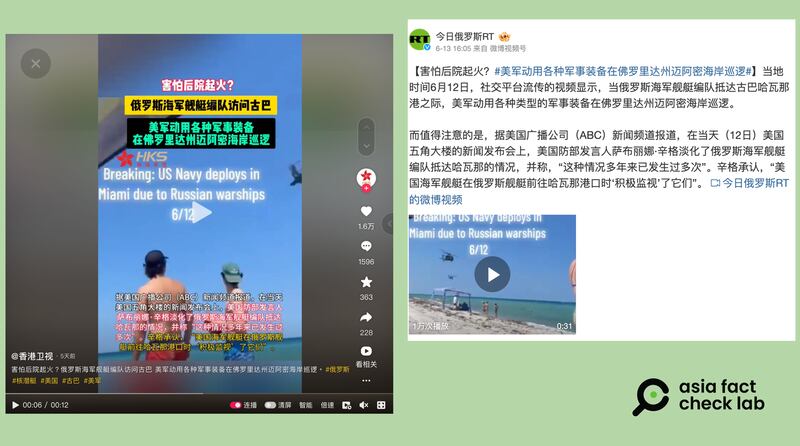 害怕后院起火?
俄罗斯海军舰艇编队访问古巴
美军动用各种军事装备
在佛罗里达州迈阿密海岸巡逻
HKS
Breaking: US Navy deploys in
Miami due to Russian warships
6/12
据美国广播公司（ABC）新闻频道报道，在当天
美国五角大楼的新闻发布会上，美国防部发言人
萨布丽娜·辛格淡化了俄罗斯海军舰艇编队抵达
哈瓦那的情况，并称“这种情况多年来已发生过
多次”。辛格承认，“美国海军舰艇在俄罗斯舰
艇前往哈瓦那港口时‘积极监视’了它们”。
@香港卫视 · 5天前
害怕后院起火？俄罗斯海军舰艇编队访问古巴 美军动用各种军事装备在佛罗里达州迈阿密海岸巡逻。 #俄罗斯
#核潜艇 #美国 #古巴 #美军
1.6万
1596
363
228
看相关
00:06 / 00:12
连播
清屏
智能
倍速
RT
今日俄罗斯RT
6-13 16:05 来自 微博视频号
【害怕后院起火？#美军动用各种军事装备在佛罗里达州迈阿密海岸巡逻#】当地
时间6月12日，社交平台流传的视频显示，当俄罗斯海军舰艇编队抵达古巴哈瓦那
港之际，美军动用各种类型的军事装备在佛罗里达州迈阿密海岸巡逻。
而值得注意的是，据美国广播公司（ABC）新闻频道报道，在当天（12日）美国
五角大楼的新闻发布会上，美国防部发言人萨布丽娜·辛格淡化了俄罗斯海军舰艇
编队抵达哈瓦那的情况，并称，“这种情况多年来已发生过多次”。辛格承认，“美
国海军舰艇在俄罗斯舰艇前往哈瓦那港口时‘积极监视’了它们”。 今日俄罗斯RT
的微博视频
Breaking: US Navy deploys in
Miami due to Russian warships
6/12
1万次播放
0:31
asia fact
check lab